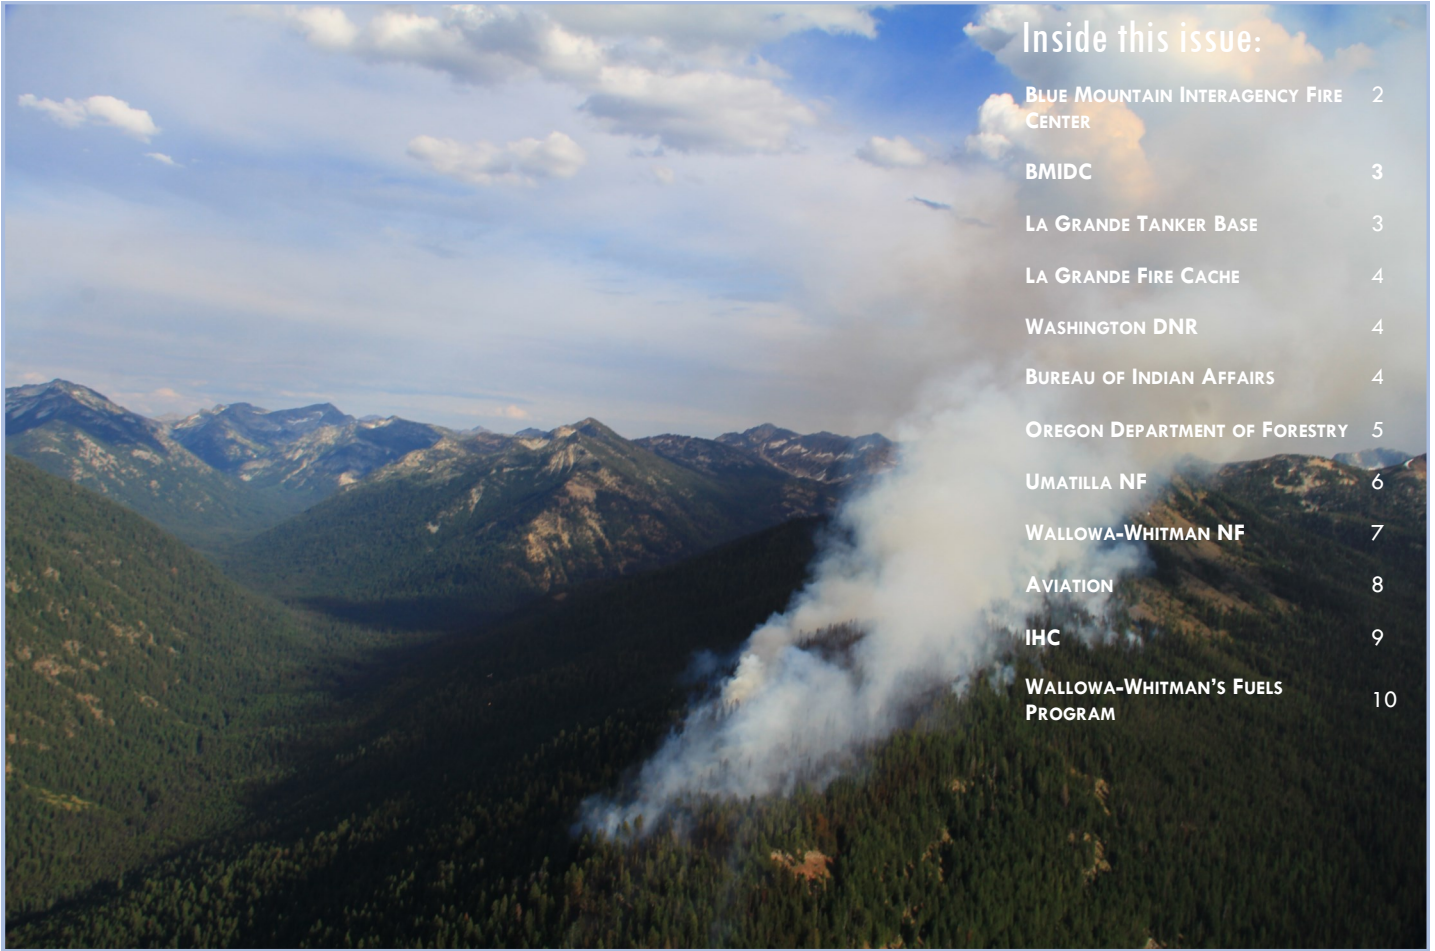 Inside this issue:
Blue Mountain Interagency Fire 2
Center
BMIDC 3
La Grande Tanker Base 3
La Grande Fire Cache 4
Washington DNR 4
Bureau of Indian Affairs 4
Oregon Department of Forestry 5
Umatilla NF 6
Wallowa-Whitman NF 7
Aviation 8
IHC 9
Wallowa-Whitman’s Fuels
Program 10